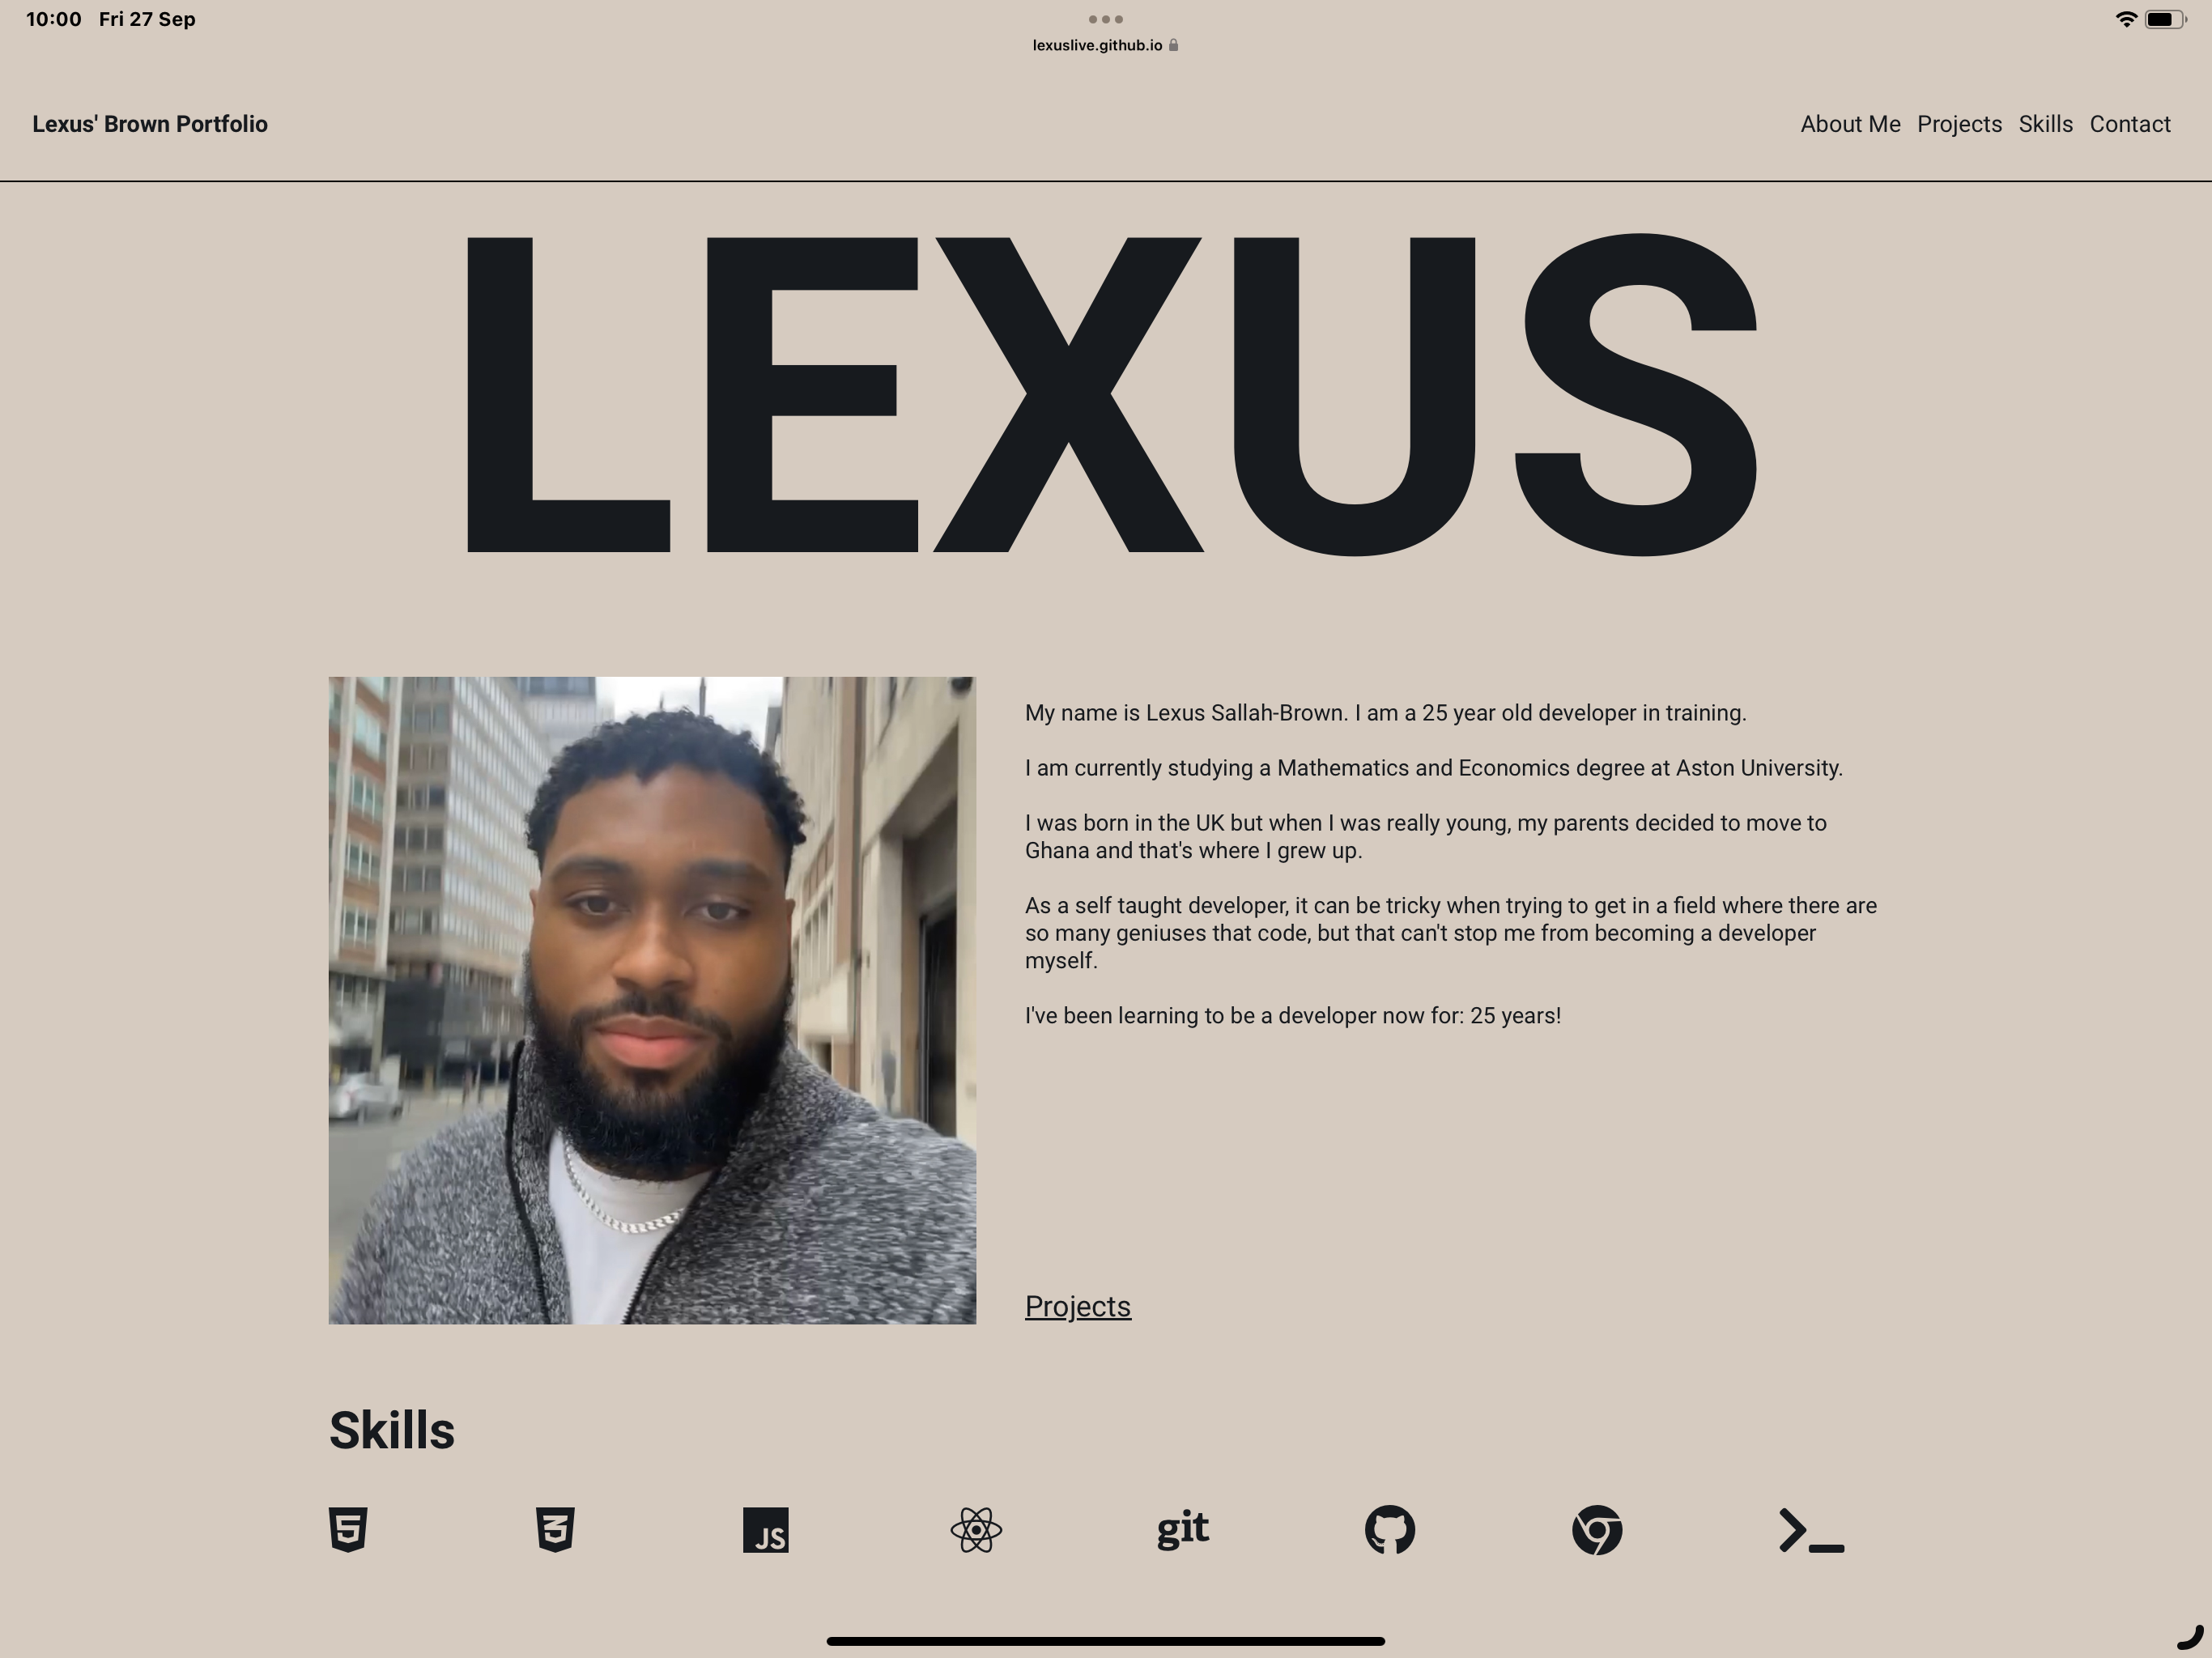 10:00 Fri 27 Sep
lexuslive.github.io
Lexus' Brown Portfolio
About Me Projects Skills Contact
LEXUS
My name is Lexus Sallah-Brown. I am a 25 year old developer in training.
I am currently studying a Mathematics and Economics degree at Aston University.
I was born in the UK but when I was really young, my parents decided to move to
Ghana and that's where I grew up.
As a self taught developer, it can be tricky when trying to get in a field where there are
so many geniuses that code, but that can't stop me from becoming a developer
myself.
I've been learning to be a developer now for: 25 years!
Projects
Skills
5 3 JS git